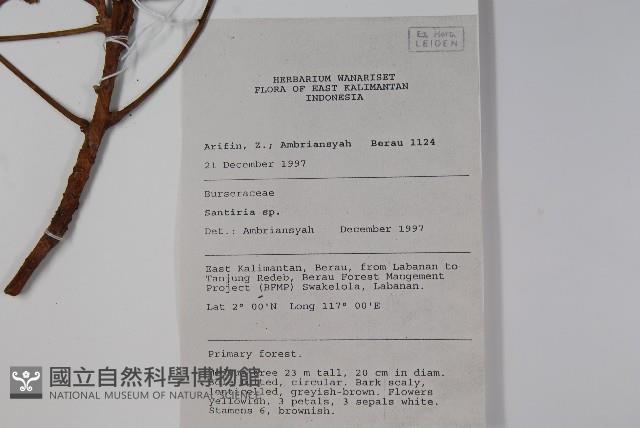 Ex Herb.
LEIDEN
HERBARIUM WANARISET
FLORA OF EAST KALIMANTAN
INDONESIA
Arifin, Z.; Ambriansyah Berau 1124
21 December 1997
Burseraceae
Santiria sp.
Det.: Ambriansyah December 1997
East Kalimantan, Berau, from Labanan to
Tanjung Redeb, Berau Forest Mangement
Project (BFMP) Swakelola, Labanan.
Lat 2° 00'N Long 117° 00'E
Primary forest.
tree 23 m tall, 20 cm in diam.
circular. Bark scaly,
lenticelled, greyish-brown. Flowers
yellowish, 3 petals, 3 sepals white.
Stamens 6, brownish.
國立自然科學博物館
NATIONAL MUSEUM OF NATURAL SCIENCE